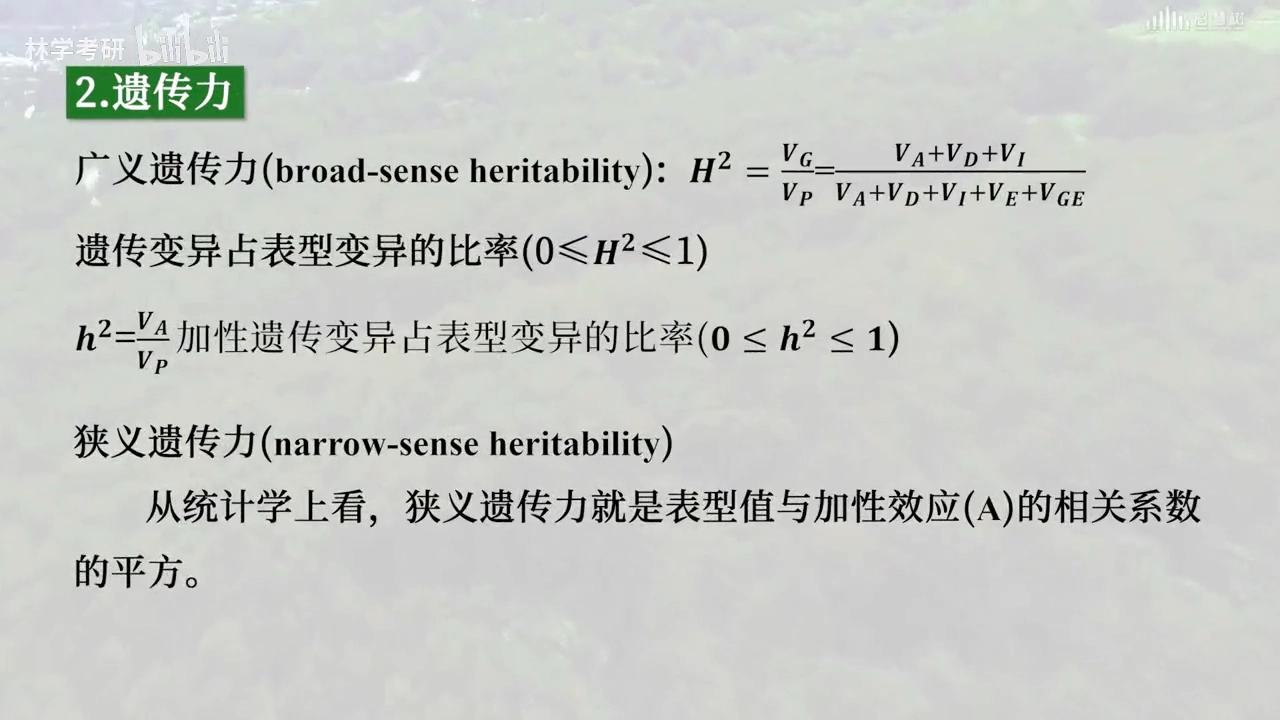 林学考研 bilibili
智慧树
2.遗传力
广义遗传力(broad-sense heritability)：H² = V_G/V_P = (V_A+V_D+V_I)/(V_A+V_D+V_I+V_E+V_GE)
遗传变异占表型变异的比率(0≤H²≤1)
h²=V_A/V_P 加性遗传变异占表型变异的比率(0 ≤ h² ≤ 1)
狭义遗传力(narrow-sense heritability)
从统计学上看，狭义遗传力就是表型值与加性效应(A)的相关系数
的平方。